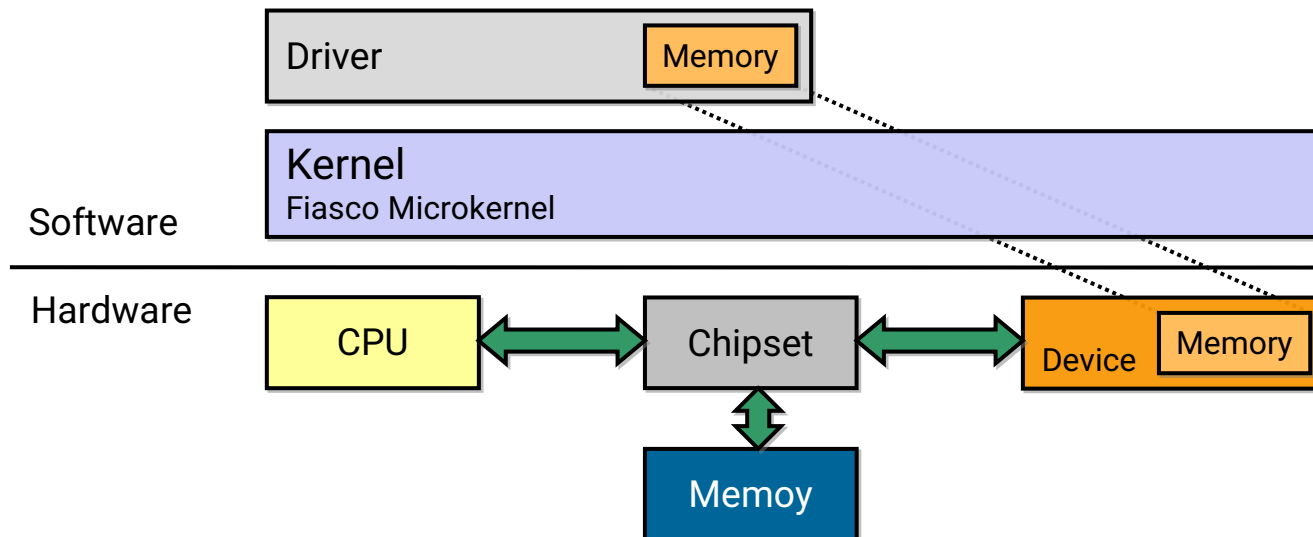 Driver
Memory
Kernel
Fiasco Microkernel
Software
Hardware
CPU
Chipset
Device
Memory
Memoy